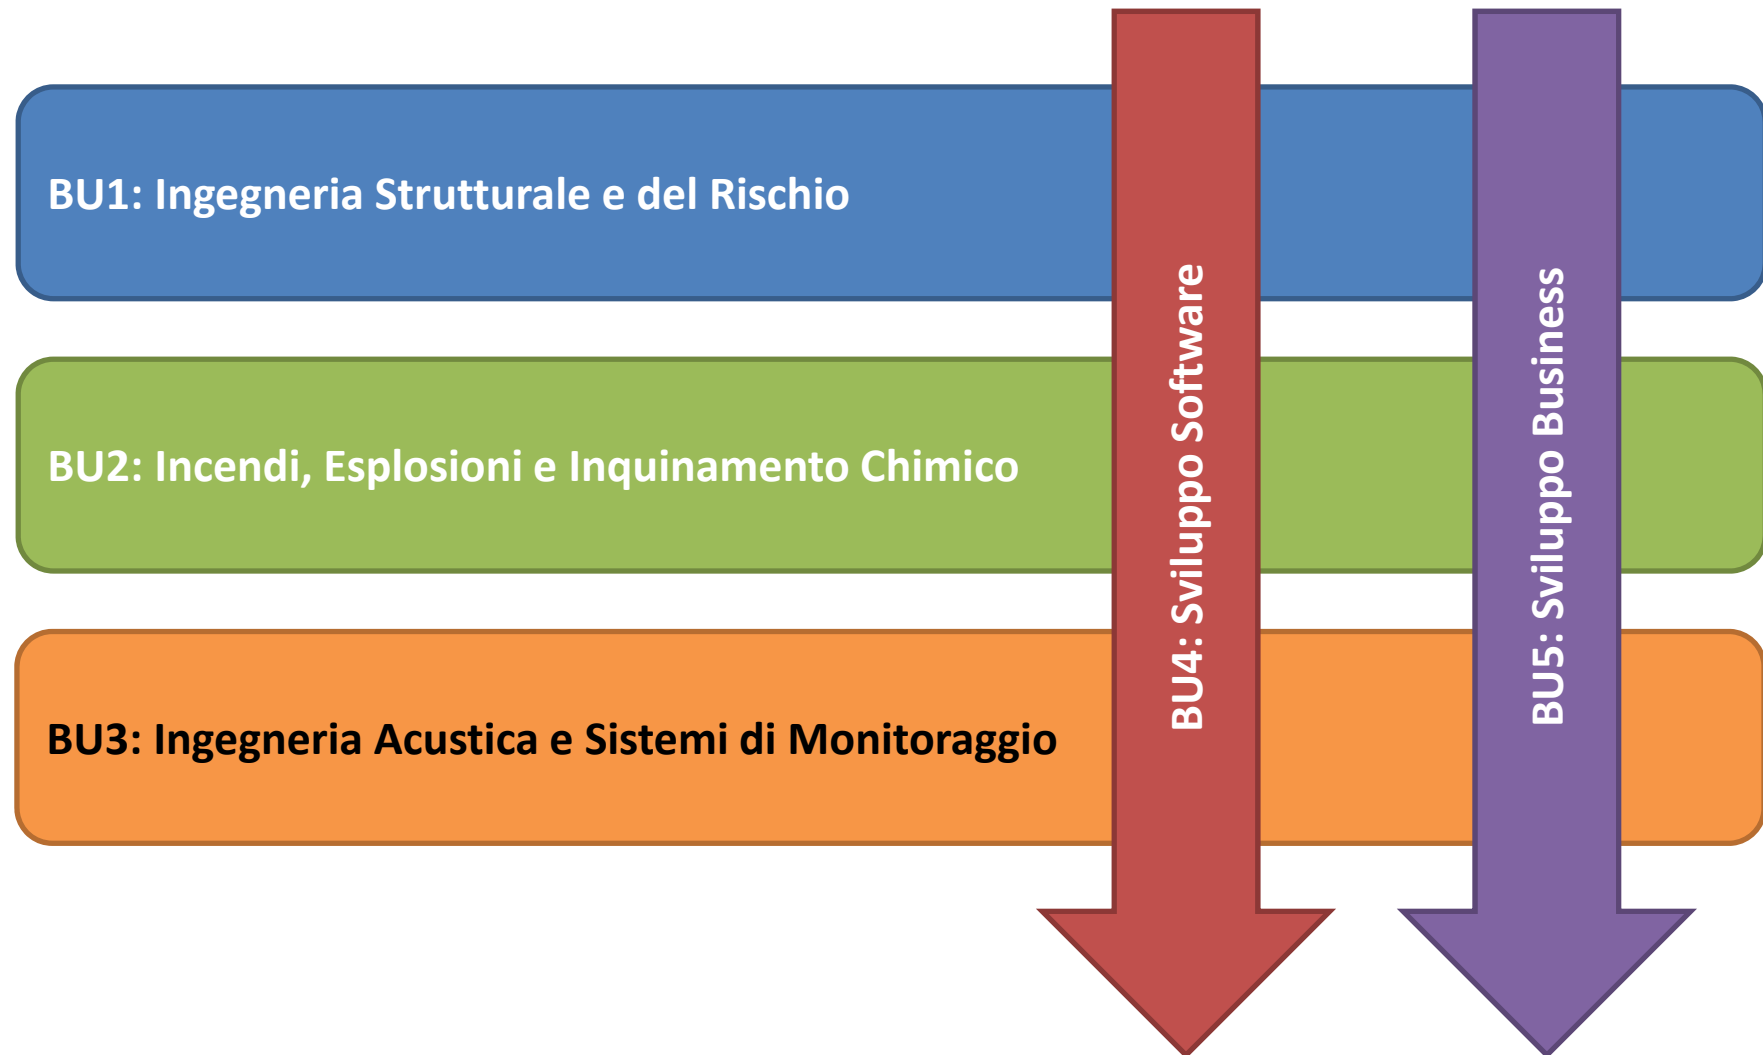 BU1: Ingegneria Strutturale e del Rischio
BU2: Incendi, Esplosioni e Inquinamento Chimico
BU3: Ingegneria Acustica e Sistemi di Monitoraggio
BU4: Sviluppo Software
BU5: Sviluppo Business